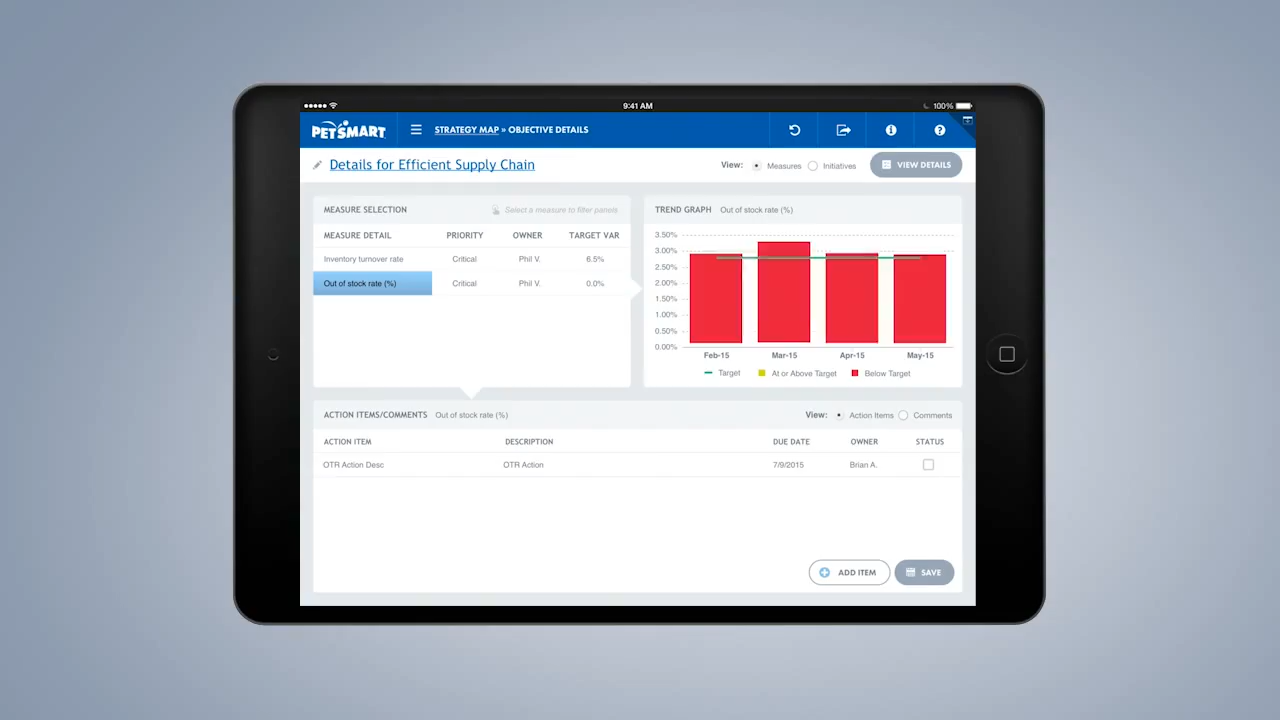 9:41 AM
100%
PETSMART
STRATEGY MAP » OBJECTIVE DETAILS
Details for Efficient Supply Chain
View: Measures Initiatives
VIEW DETAILS
MEASURE SELECTION
Select a measure to filter panels
MEASURE DETAIL PRIORITY OWNER TARGET VAR
Inventory turnover rate Critical Phil V. 6.5%
Out of stock rate (%) Critical Phil V. 0.0%
TREND GRAPH Out of stock rate (%)
3.50%
3.00%
2.50%
2.00%
1.50%
1.00%
0.50%
0.00%
Feb-15 Mar-15 Apr-15 May-15
Target At or Above Target Below Target
ACTION ITEMS/COMMENTS Out of stock rate (%)
View: Action Items Comments
ACTION ITEM DESCRIPTION DUE DATE OWNER STATUS
OTR Action Desc OTR Action 7/9/2015 Brian A.
ADD ITEM SAVE